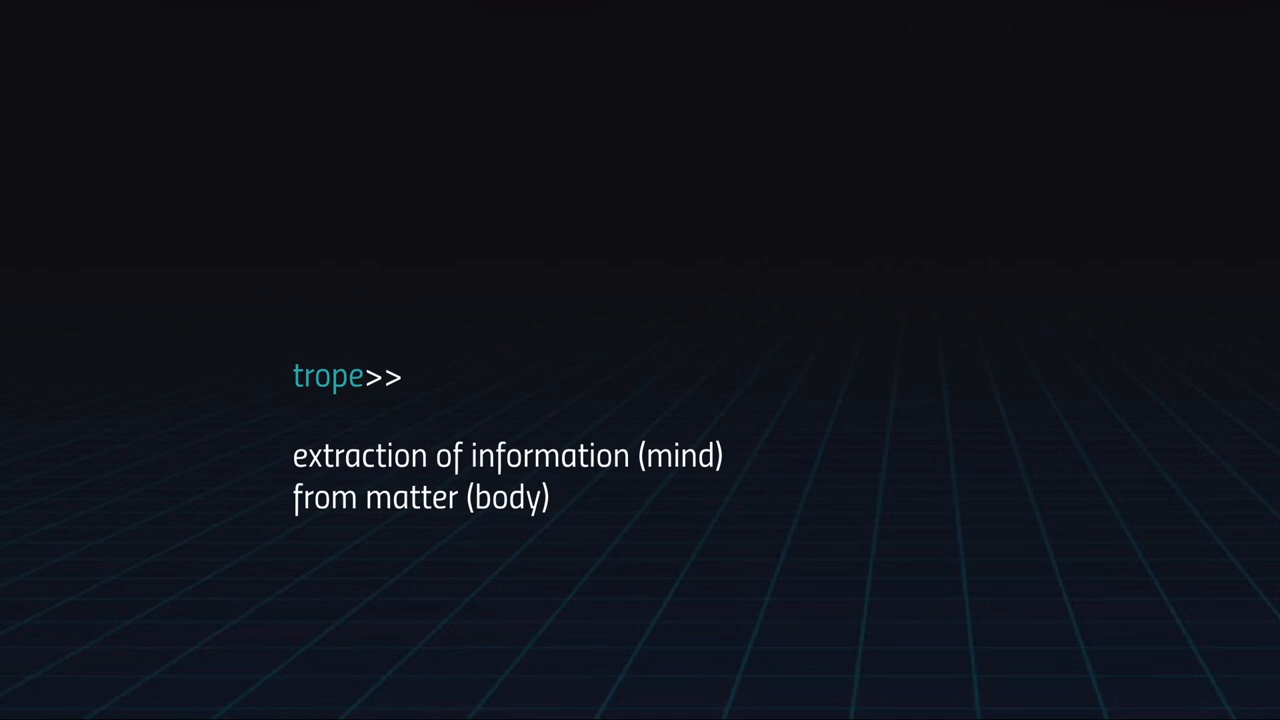 trope>>
extraction of information (mind)
from matter (body)